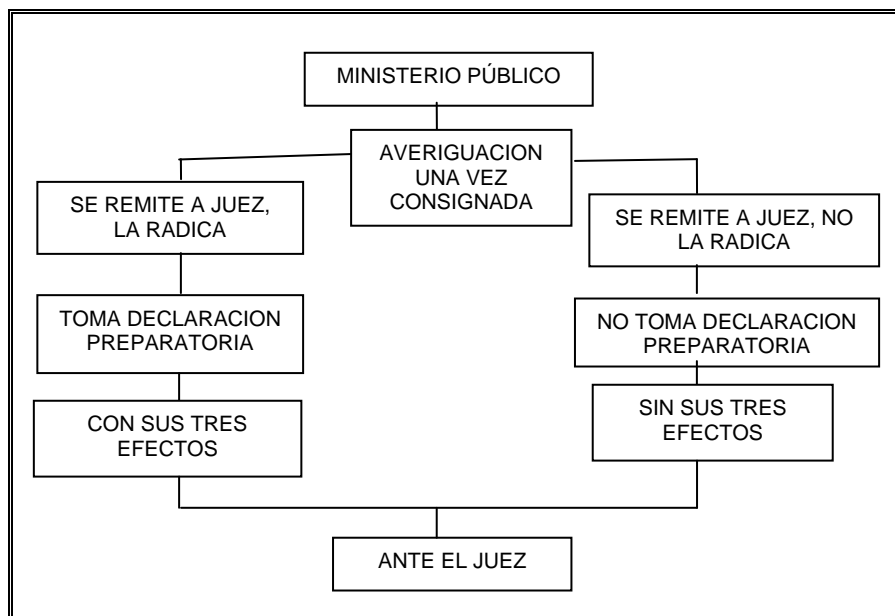 MINISTERIO PÚBLICO
AVERIGUACION
UNA VEZ
CONSIGNADA
SE REMITE A JUEZ,
LA RADICA
SE REMITE A JUEZ, NO
LA RADICA
TOMA DECLARACION
PREPARATORIA
NO TOMA DECLARACION
PREPARATORIA
CON SUS TRES
EFECTOS
SIN SUS TRES
EFECTOS
ANTE EL JUEZ